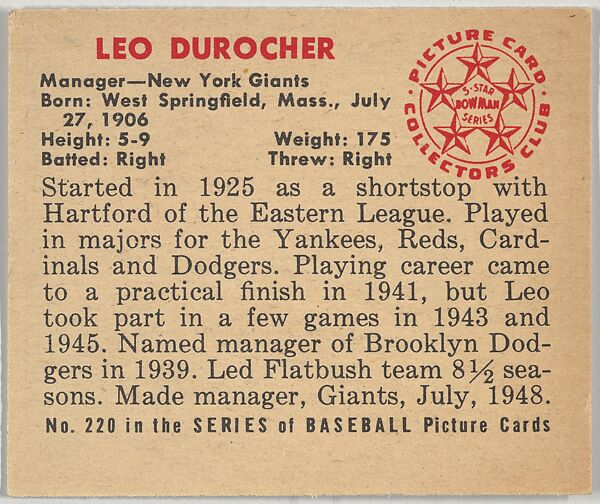 LEO DUROCHER
Manager—New York Giants
Born: West Springfield, Mass., July
27, 1906
Height: 5-9 Weight: 175
Batted: Right Threw: Right
PICTURE CARD
COLLECTORS CLUB
5-STAR
BOWMAN
SERIES
Started in 1925 as a shortstop with
Hartford of the Eastern League. Played
in majors for the Yankees, Reds, Card-
inals and Dodgers. Playing career came
to a practical finish in 1941, but Leo
took part in a few games in 1943 and
1945. Named manager of Brooklyn Dod-
gers in 1939. Led Flatbush team 8½ sea-
sons. Made manager, Giants, July, 1948.
No. 220 in the SERIES of BASEBALL Picture Cards